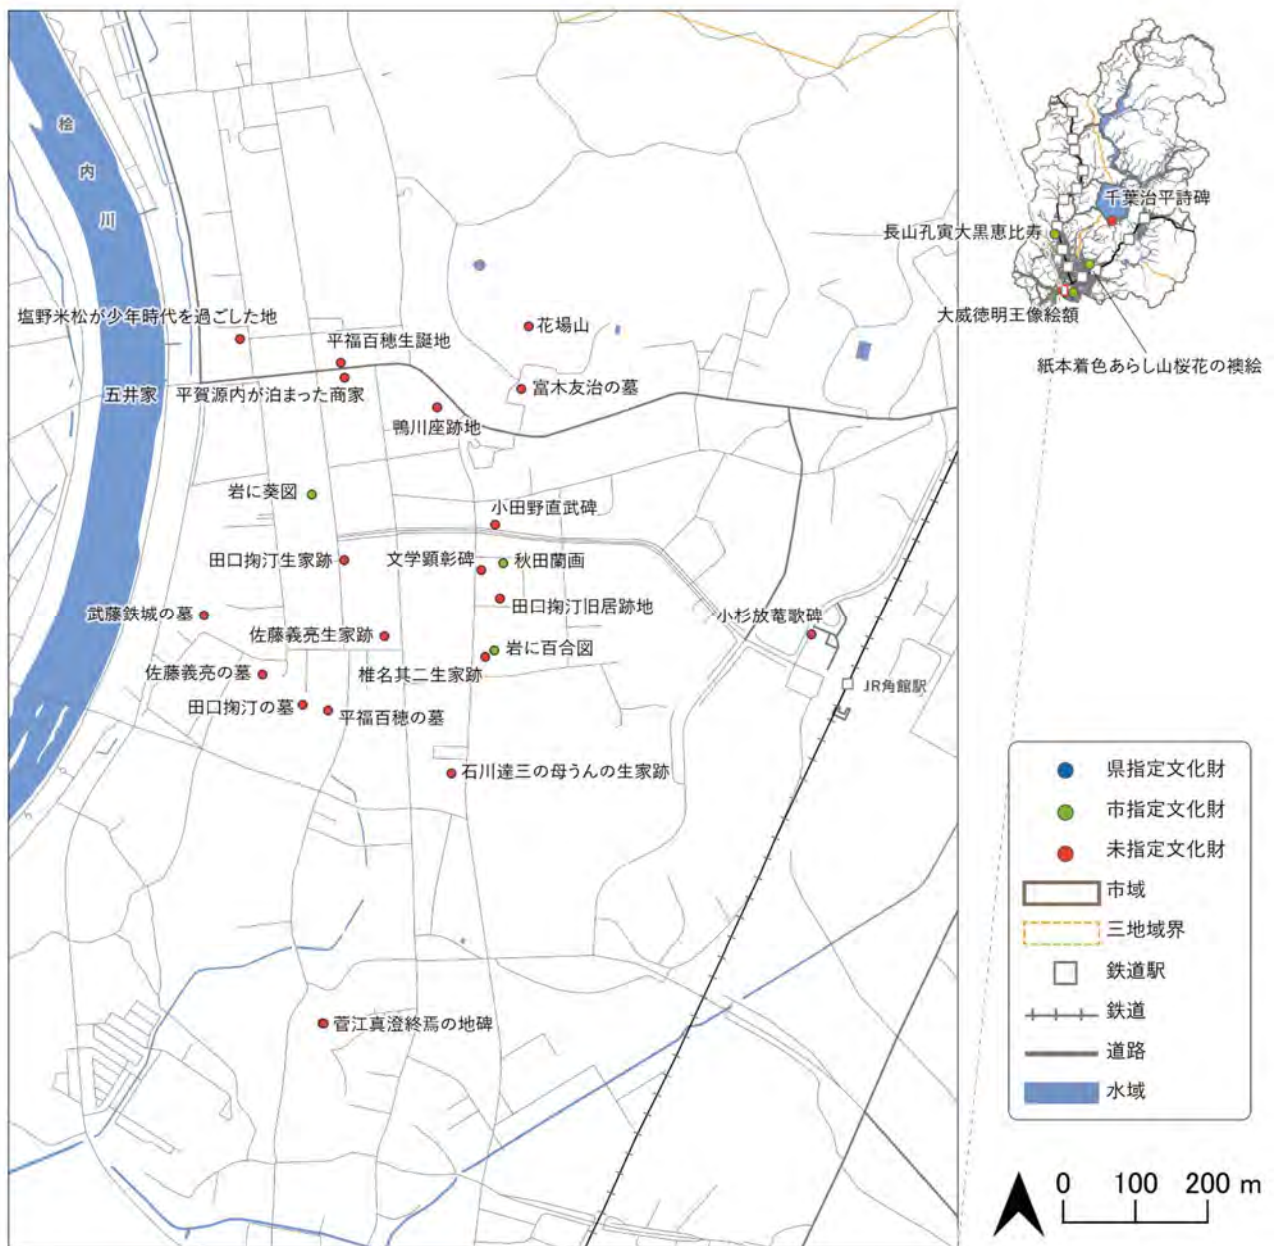 桧内川
千葉治平詩碑
長山孔寅大黒恵比寿
大威徳明王像絵額
紙本着色あらし山桜花の襖絵
塩野米松が少年時代を過ごした地
花場山
平福百穂生誕地
五井家
平賀源内が泊まった商家
富木友治の墓
鴨川座跡地
岩に葵図
小田野直武碑
田口掬汀生家跡
文学顕彰碑
秋田蘭画
武藤鉄城の墓
田口掬汀旧居跡地
小杉放菴歌碑
佐藤義亮生家跡
岩に百合図
佐藤義亮の墓
椎名其二生家跡
JR角館駅
田口掬汀の墓
平福百穂の墓
石川達三の母うんの生家跡
菅江真澄終焉の地碑
県指定文化財
市指定文化財
未指定文化財
市域
三地域界
鉄道駅
鉄道
道路
水域
0 100 200 m